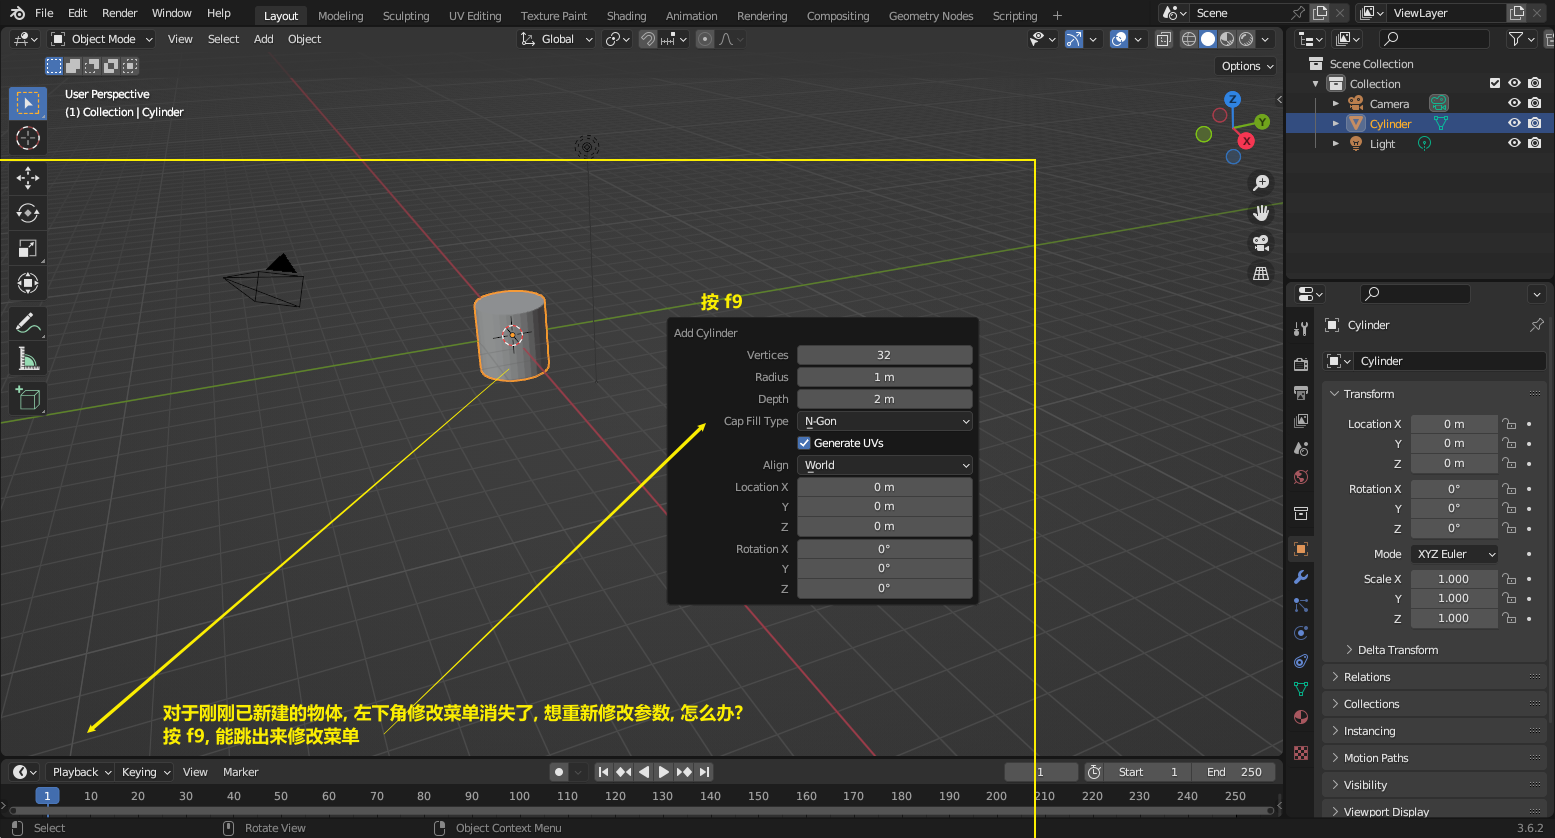 File Edit Render Window Help Layout Modeling Sculpting UV Editing Texture Paint Shading Animation Rendering Compositing Geometry Nodes Scripting + Scene ViewLayer
Object Mode View Select Add Object Global
Options
User Perspective
(1) Collection | Cylinder
Z
Y
X
Scene Collection
Collection
Camera
Cylinder
Light
按 f9
Add Cylinder
Vertices 32
Radius 1 m
Depth 2 m
Cap Fill Type N-Gon
Generate UVs
Align World
Location X 0 m
Y 0 m
Z 0 m
Rotation X 0°
Y 0°
Z 0°
对于刚刚已新建的物体, 左下角修改菜单消失了, 想重新修改参数, 怎么办?
按 f9, 能跳出来修改菜单
Cylinder
Cylinder
Transform
Location X 0 m
Y 0 m
Z 0 m
Rotation X 0°
Y 0°
Z 0°
Mode XYZ Euler
Scale X 1.000
Y 1.000
Z 1.000
Delta Transform
Relations
Collections
Instancing
Motion Paths
Visibility
Viewport Display
Playback Keying View Marker 1 Start 1 End 250
1 10 20 30 40 50 60 70 80 90 100 110 120 130 140 150 160 170 180 190 200 210 220 230 240 250
Select Rotate View Object Context Menu 3.6.2